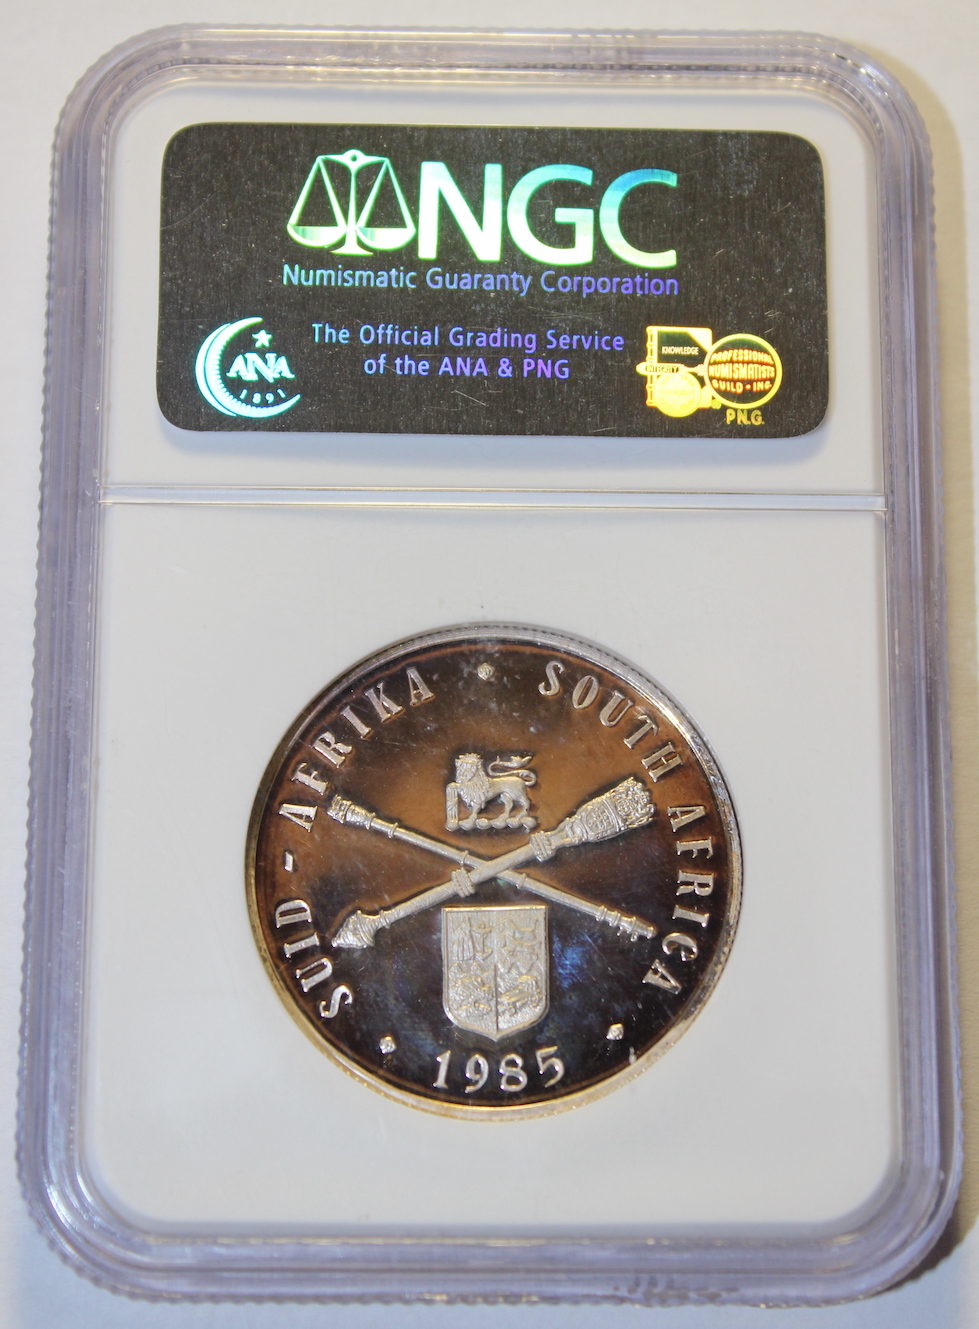 NGC
Numismatic Guaranty Corporation
The Official Grading Service
of the ANA & PNG
ANA
1891
KNOWLEDGE
INTEGRITY
PROFESSIONAL
NUMISMATISTS
GUILD • INC
P.N.G.
SUID - AFRIKA • SOUTH AFRICA
• 1985 •